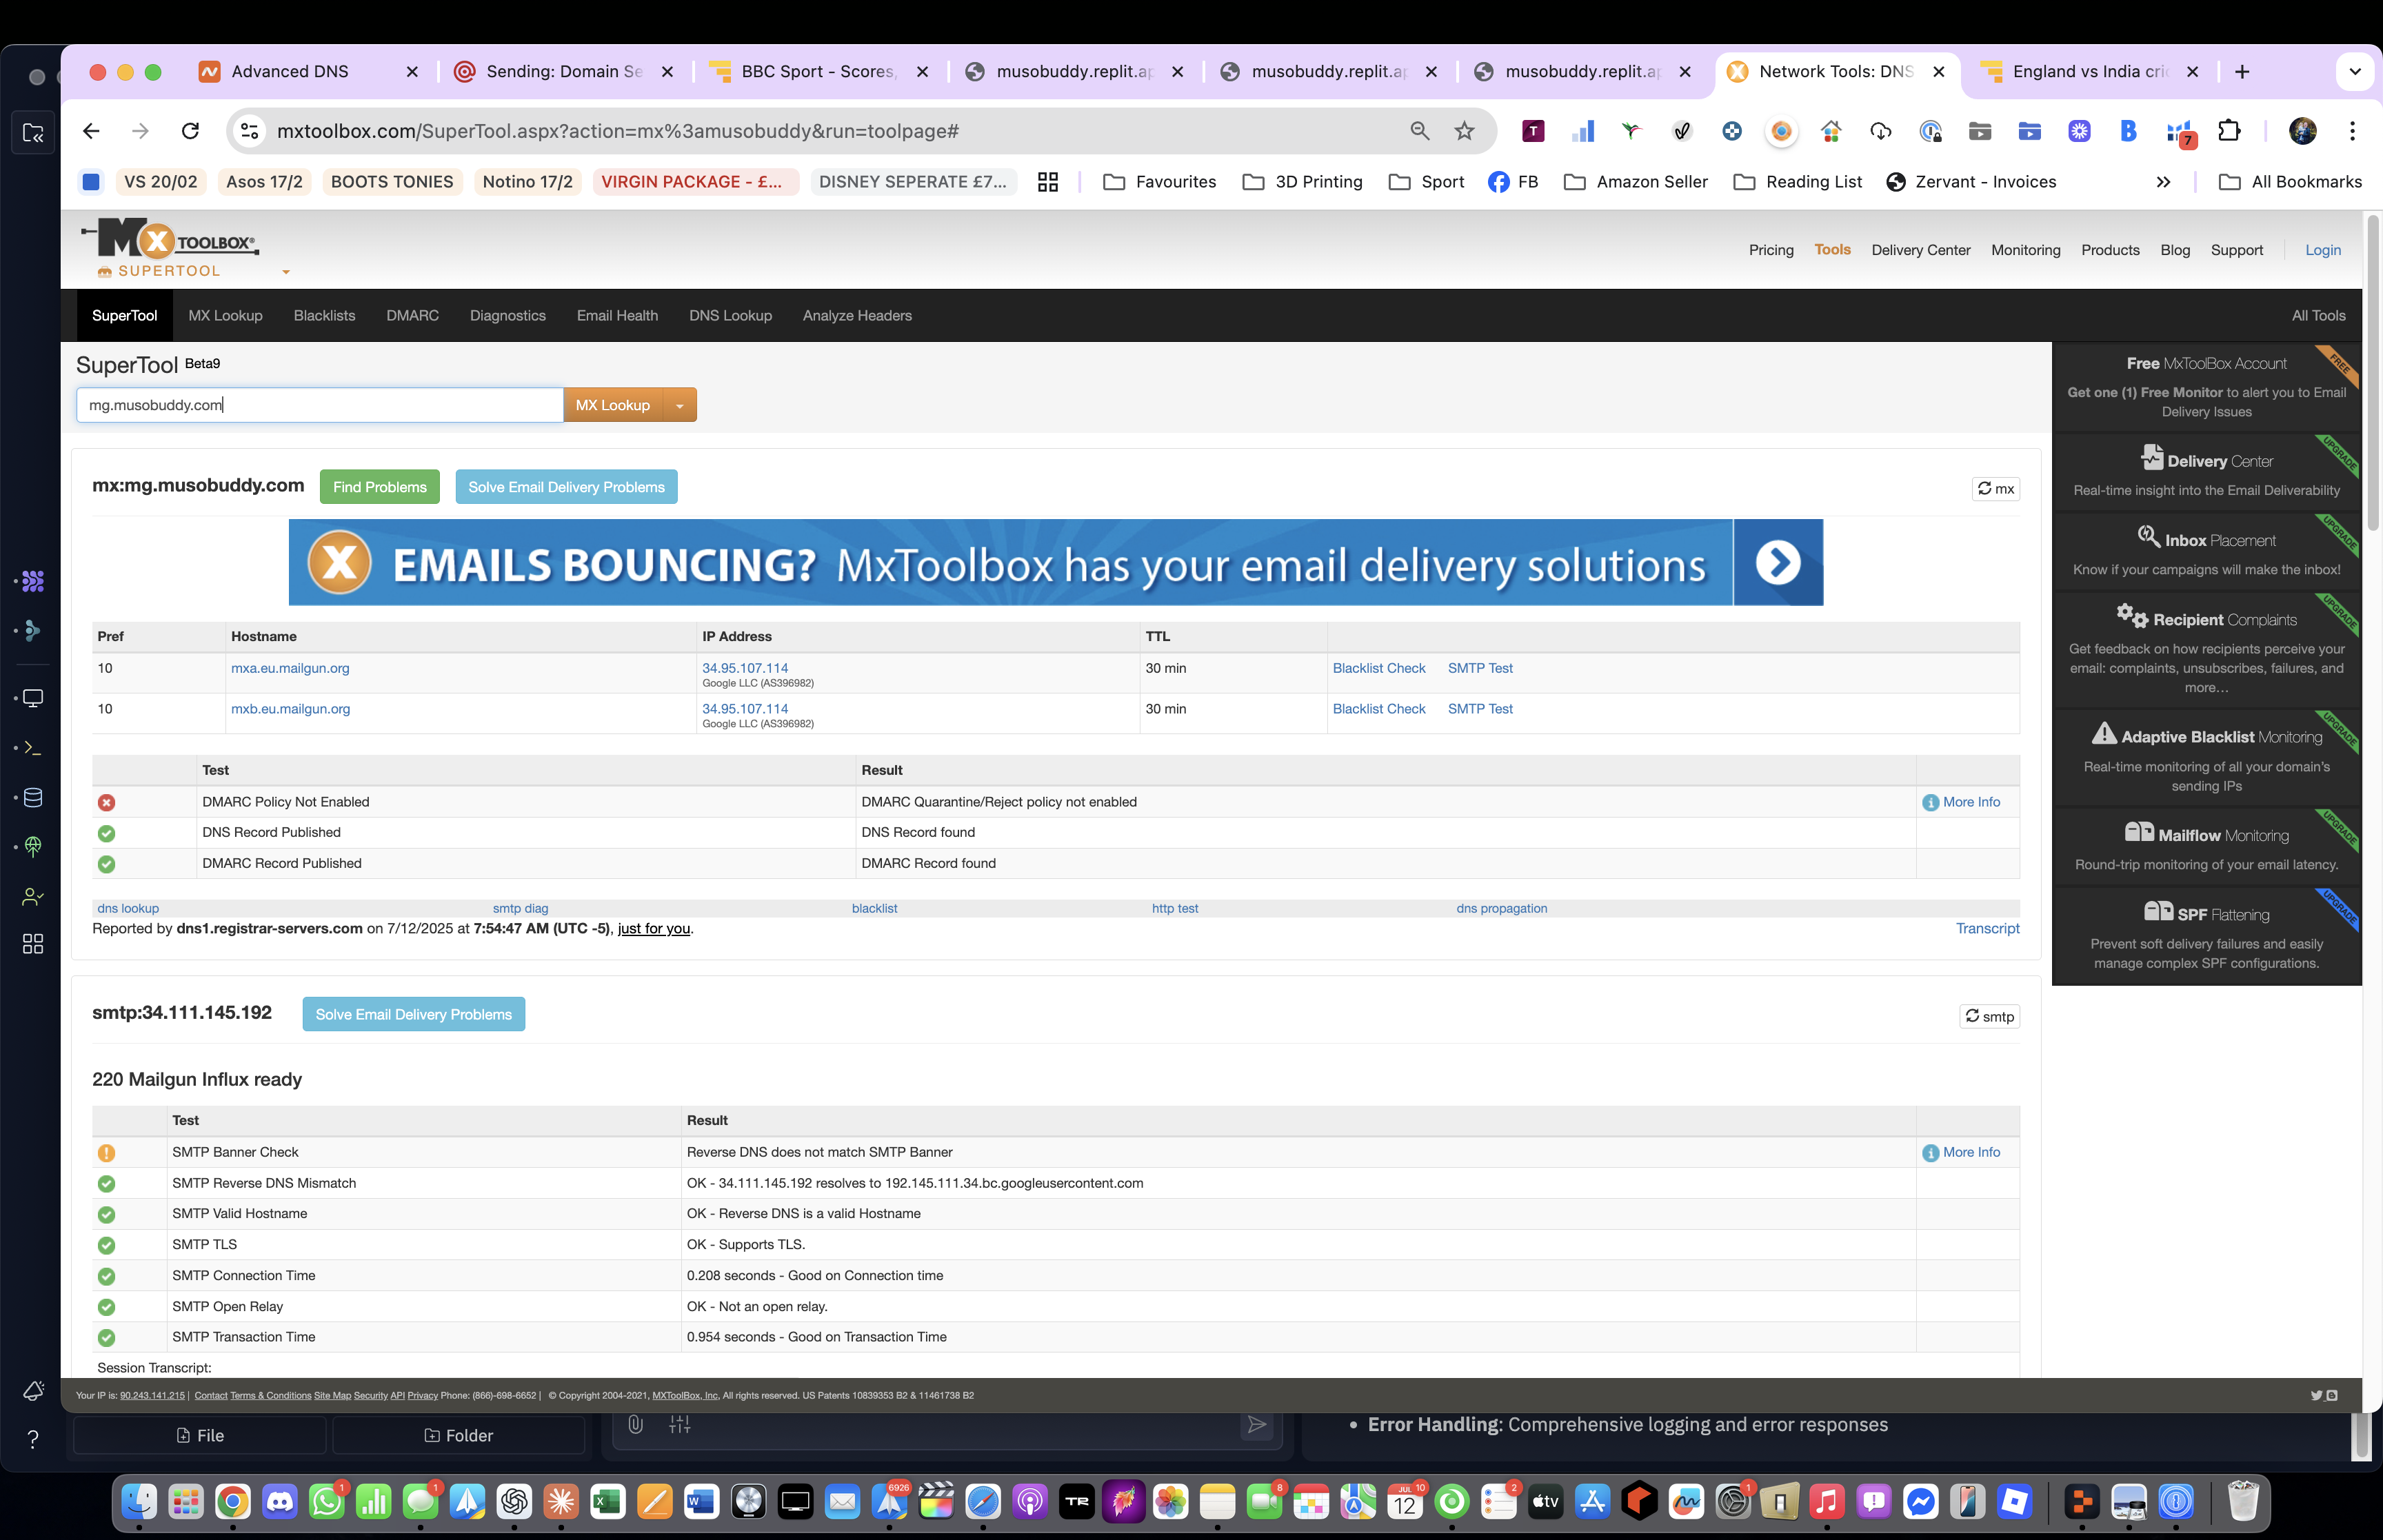 Advanced DNS
Sending: Domain Se
BBC Sport - Scores,
musobuddy.replit.ap
musobuddy.replit.ap
musobuddy.replit.ap
Network Tools: DNS
England vs India cri
mxtoolbox.com/SuperTool.aspx?action=mx%3amusobuddy&run=toolpage#
T
B
7
VS 20/02
Asos 17/2
BOOTS TONIES
Notino 17/2
VIRGIN PACKAGE - £...
DISNEY SEPERATE £7...
Favourites
3D Printing
Sport
FB
Amazon Seller
Reading List
Zervant - Invoices
All Bookmarks
MX TOOLBOX®
SUPERTOOL
Pricing
Tools
Delivery Center
Monitoring
Products
Blog
Support
Login
SuperTool
MX Lookup
Blacklists
DMARC
Diagnostics
Email Health
DNS Lookup
Analyze Headers
All Tools
SuperTool Beta9
mg.musobuddy.com
MX Lookup
mx:mg.musobuddy.com
Find Problems
Solve Email Delivery Problems
mx
X EMAILS BOUNCING? MxToolbox has your email delivery solutions
Pref Hostname IP Address TTL
10 mxa.eu.mailgun.org 34.95.107.114 30 min Blacklist Check SMTP Test
Google LLC (AS396982)
10 mxb.eu.mailgun.org 34.95.107.114 30 min Blacklist Check SMTP Test
Google LLC (AS396982)
Test Result
DMARC Policy Not Enabled DMARC Quarantine/Reject policy not enabled More Info
DNS Record Published DNS Record found
DMARC Record Published DMARC Record found
dns lookup smtp diag blacklist http test dns propagation
Reported by dns1.registrar-servers.com on 7/12/2025 at 7:54:47 AM (UTC -5), just for you. Transcript
smtp:34.111.145.192
Solve Email Delivery Problems
smtp
220 Mailgun Influx ready
Test Result
SMTP Banner Check Reverse DNS does not match SMTP Banner More Info
SMTP Reverse DNS Mismatch OK - 34.111.145.192 resolves to 192.145.111.34.bc.googleusercontent.com
SMTP Valid Hostname OK - Reverse DNS is a valid Hostname
SMTP TLS OK - Supports TLS.
SMTP Connection Time 0.208 seconds - Good on Connection time
SMTP Open Relay OK - Not an open relay.
SMTP Transaction Time 0.954 seconds - Good on Transaction Time
Session Transcript:
Free MxToolBox Account
FREE
Get one (1) Free Monitor to alert you to Email
Delivery Issues
Delivery Center
UPGRADE
Real-time insight into the Email Deliverability
Inbox Placement
UPGRADE
Know if your campaigns will make the inbox!
Recipient Complaints
UPGRADE
Get feedback on how recipients perceive your
email: complaints, unsubscribes, failures, and
more…
Adaptive Blacklist Monitoring
UPGRADE
Real-time monitoring of all your domain's
sending IPs
Mailflow Monitoring
UPGRADE
Round-trip monitoring of your email latency.
SPF Flattening
UPGRADE
Prevent soft delivery failures and easily
manage complex SPF configurations.
Your IP is: 90.243.141.215 | Contact Terms & Conditions Site Map Security API Privacy Phone: (866)-698-6652 | © Copyright 2004-2021, MXToolBox, Inc, All rights reserved. US Patents 10839353 B2 & 11461738 B2
File
Folder
• Error Handling: Comprehensive logging and error responses
1
1
X
W
6926
TR
8
JUL 10
12
2
tv
1